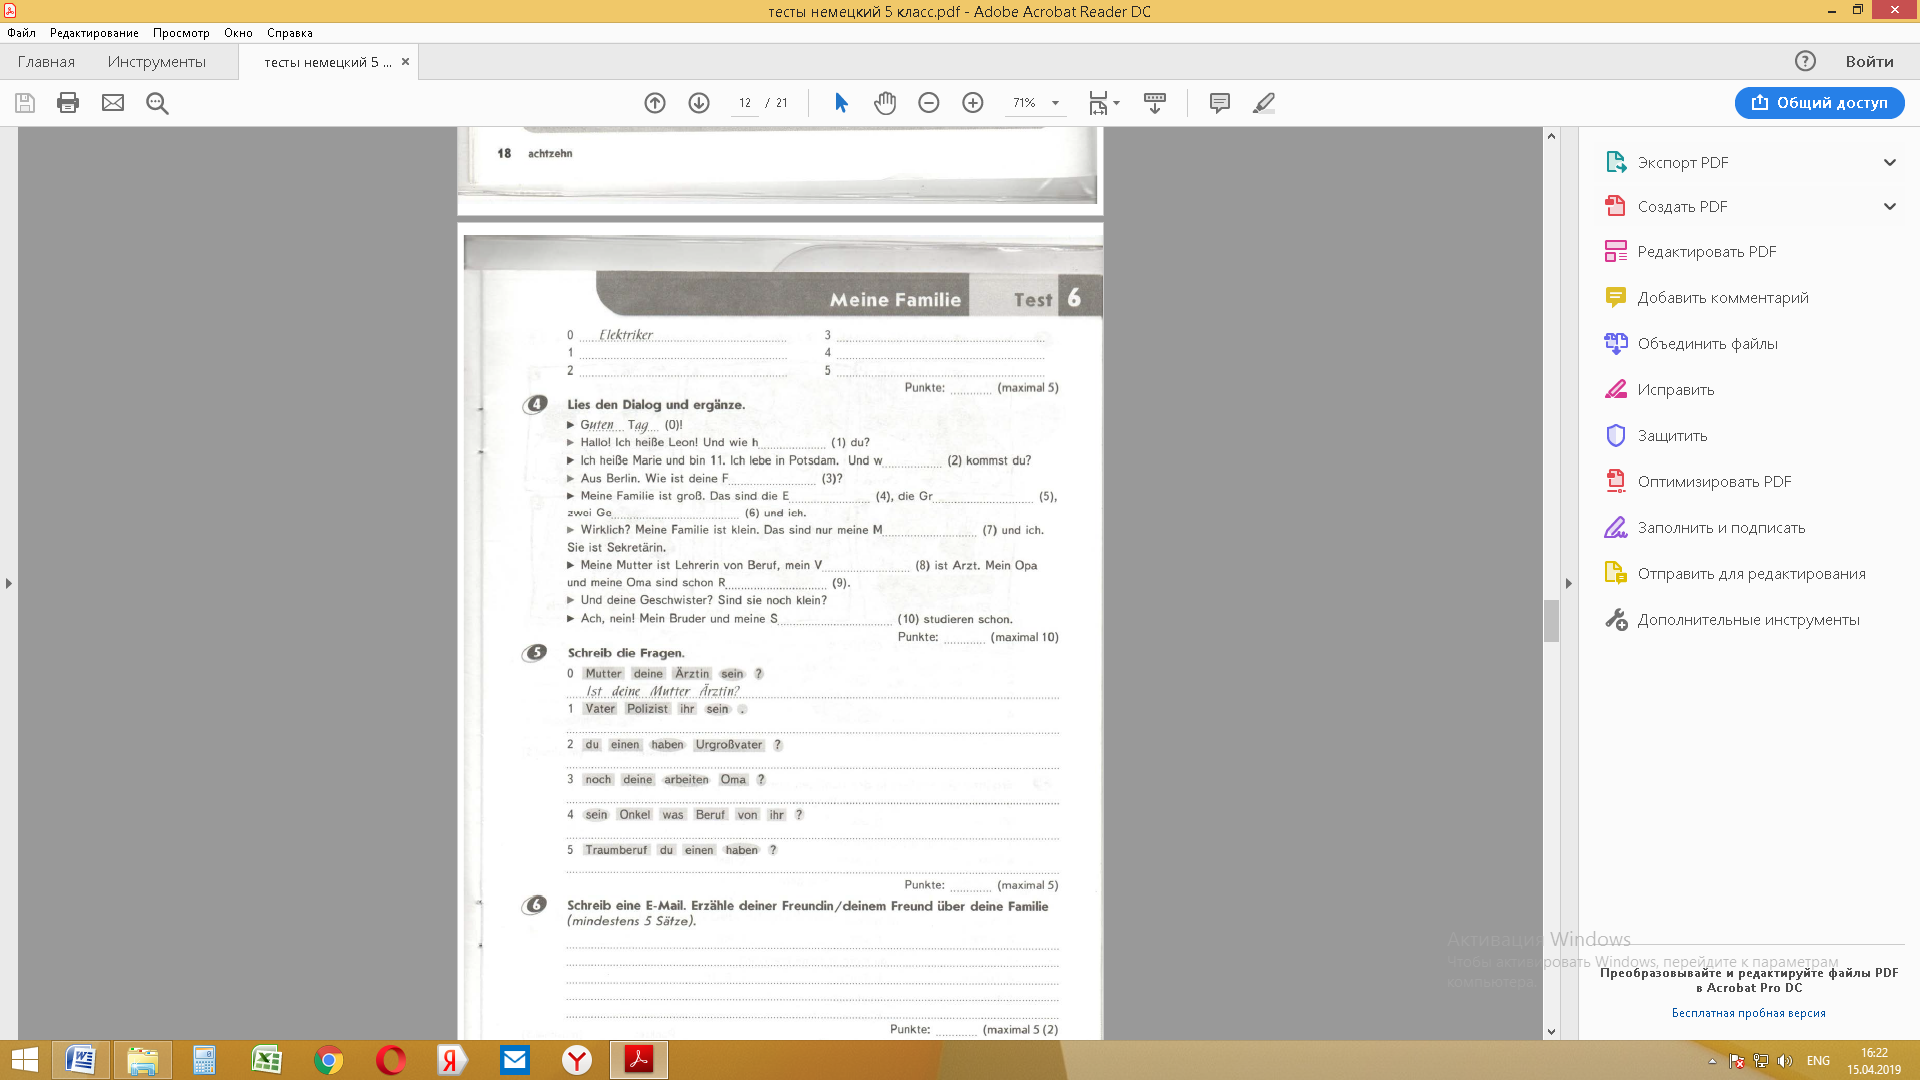 тесты немецкий 5 класс.pdf - Adobe Acrobat Reader DC
Файл Редактирование Просмотр Окно Справка
Главная Инструменты тесты немецкий 5 ... × ? Войти
12 / 21 71% Общий доступ
18 achtzehn
Meine Familie Test 6
0 Elektriker 3
1 4
2 5
Punkte: (maximal 5)
4 Lies den Dialog und ergänze.
► Guten Tag (0)!
► Hallo! Ich heiße Leon! Und wie h (1) du?
► Ich heiße Marie und bin 11. Ich lebe in Potsdam. Und w (2) kommst du?
► Aus Berlin. Wie ist deine F (3)?
► Meine Familie ist groß. Das sind die E (4), die Gr (5),
zwei Ge (6) und ich.
► Wirklich? Meine Familie ist klein. Das sind nur meine M (7) und ich.
Sie ist Sekretärin.
► Meine Mutter ist Lehrerin von Beruf, mein V (8) ist Arzt. Mein Opa
und meine Oma sind schon R (9).
► Und deine Geschwister? Sind sie noch klein?
► Ach, nein! Mein Bruder und meine S (10) studieren schon.
Punkte: (maximal 10)
5 Schreib die Fragen.
0 Mutter deine Ärztin sein ?
Ist deine Mutter Ärztin?
1 Vater Polizist ihr sein .
2 du einen haben Urgroßvater ?
3 noch deine arbeiten Oma ?
4 sein Onkel was Beruf von ihr ?
5 Traumberuf du einen haben ?
Punkte: (maximal 5)
6 Schreib eine E-Mail. Erzähle deiner Freundin/deinem Freund über deine Familie
(mindestens 5 Sätze).
Punkte: (maximal 5 (2)
Экспорт PDF
Создать PDF
Редактировать PDF
Добавить комментарий
Объединить файлы
Исправить
Защитить
Оптимизировать PDF
Заполнить и подписать
Отправить для редактирования
Дополнительные инструменты
Активация Windows
Чтобы активировать Windows, перейдите к параметрам
компьютера.
Преобразовывайте и редактируйте файлы PDF
в Acrobat Pro DC
Бесплатная пробная версия
ENG 16:22
15.04.2019